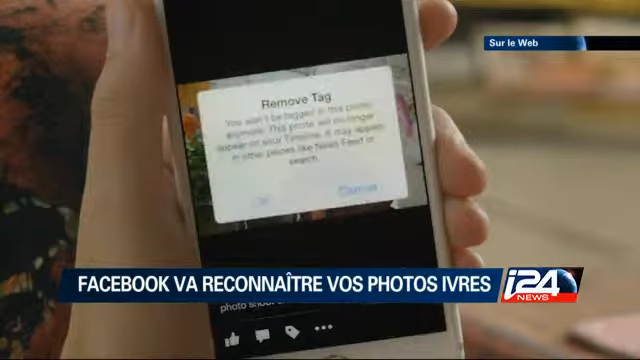 Sur le Web
Remove Tag
You won't be tagged in this photo
anymore. This photo will no longer
appear on your Timeline. It may appear
in other places like News Feed or
search.
OK Cancel
FACEBOOK VA RECONNAÎTRE VOS PHOTOS IVRES
i24
NEWS
photo